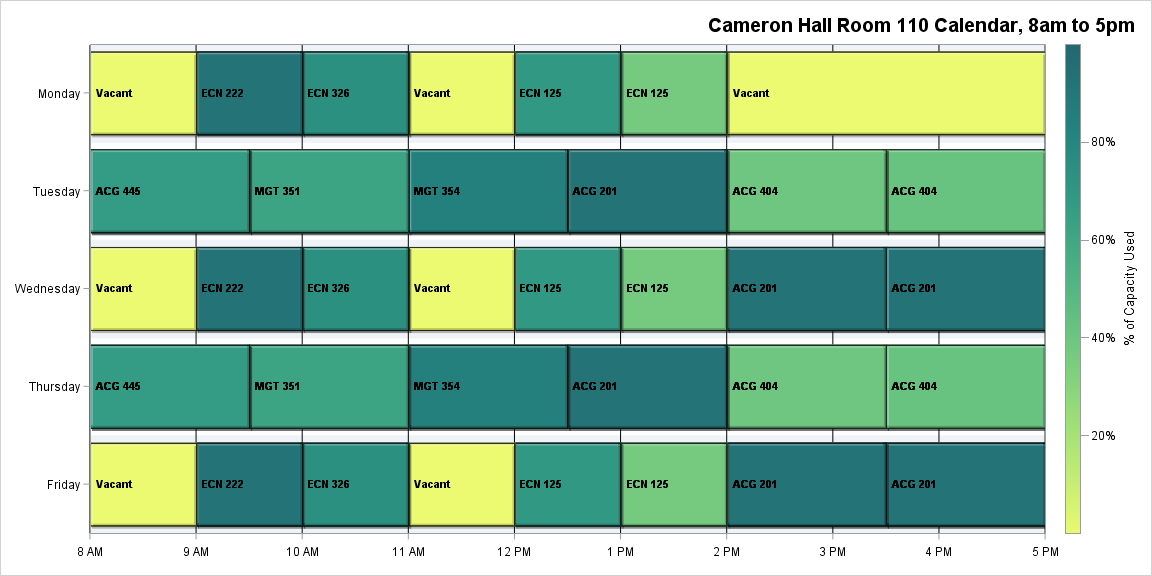 Cameron Hall Room 110 Calendar, 8am to 5pm
Monday
Vacant
ECN 222
ECN 326
Vacant
ECN 125
ECN 125
Vacant
Tuesday
ACG 445
MGT 351
MGT 354
ACG 201
ACG 404
ACG 404
Wednesday
Vacant
ECN 222
ECN 326
Vacant
ECN 125
ECN 125
ACG 201
ACG 201
Thursday
ACG 445
MGT 351
MGT 354
ACG 201
ACG 404
ACG 404
Friday
Vacant
ECN 222
ECN 326
Vacant
ECN 125
ECN 125
ACG 201
ACG 201
8 AM
9 AM
10 AM
11 AM
12 PM
1 PM
2 PM
3 PM
4 PM
5 PM
80%
60%
40%
20%
% of Capacity Used